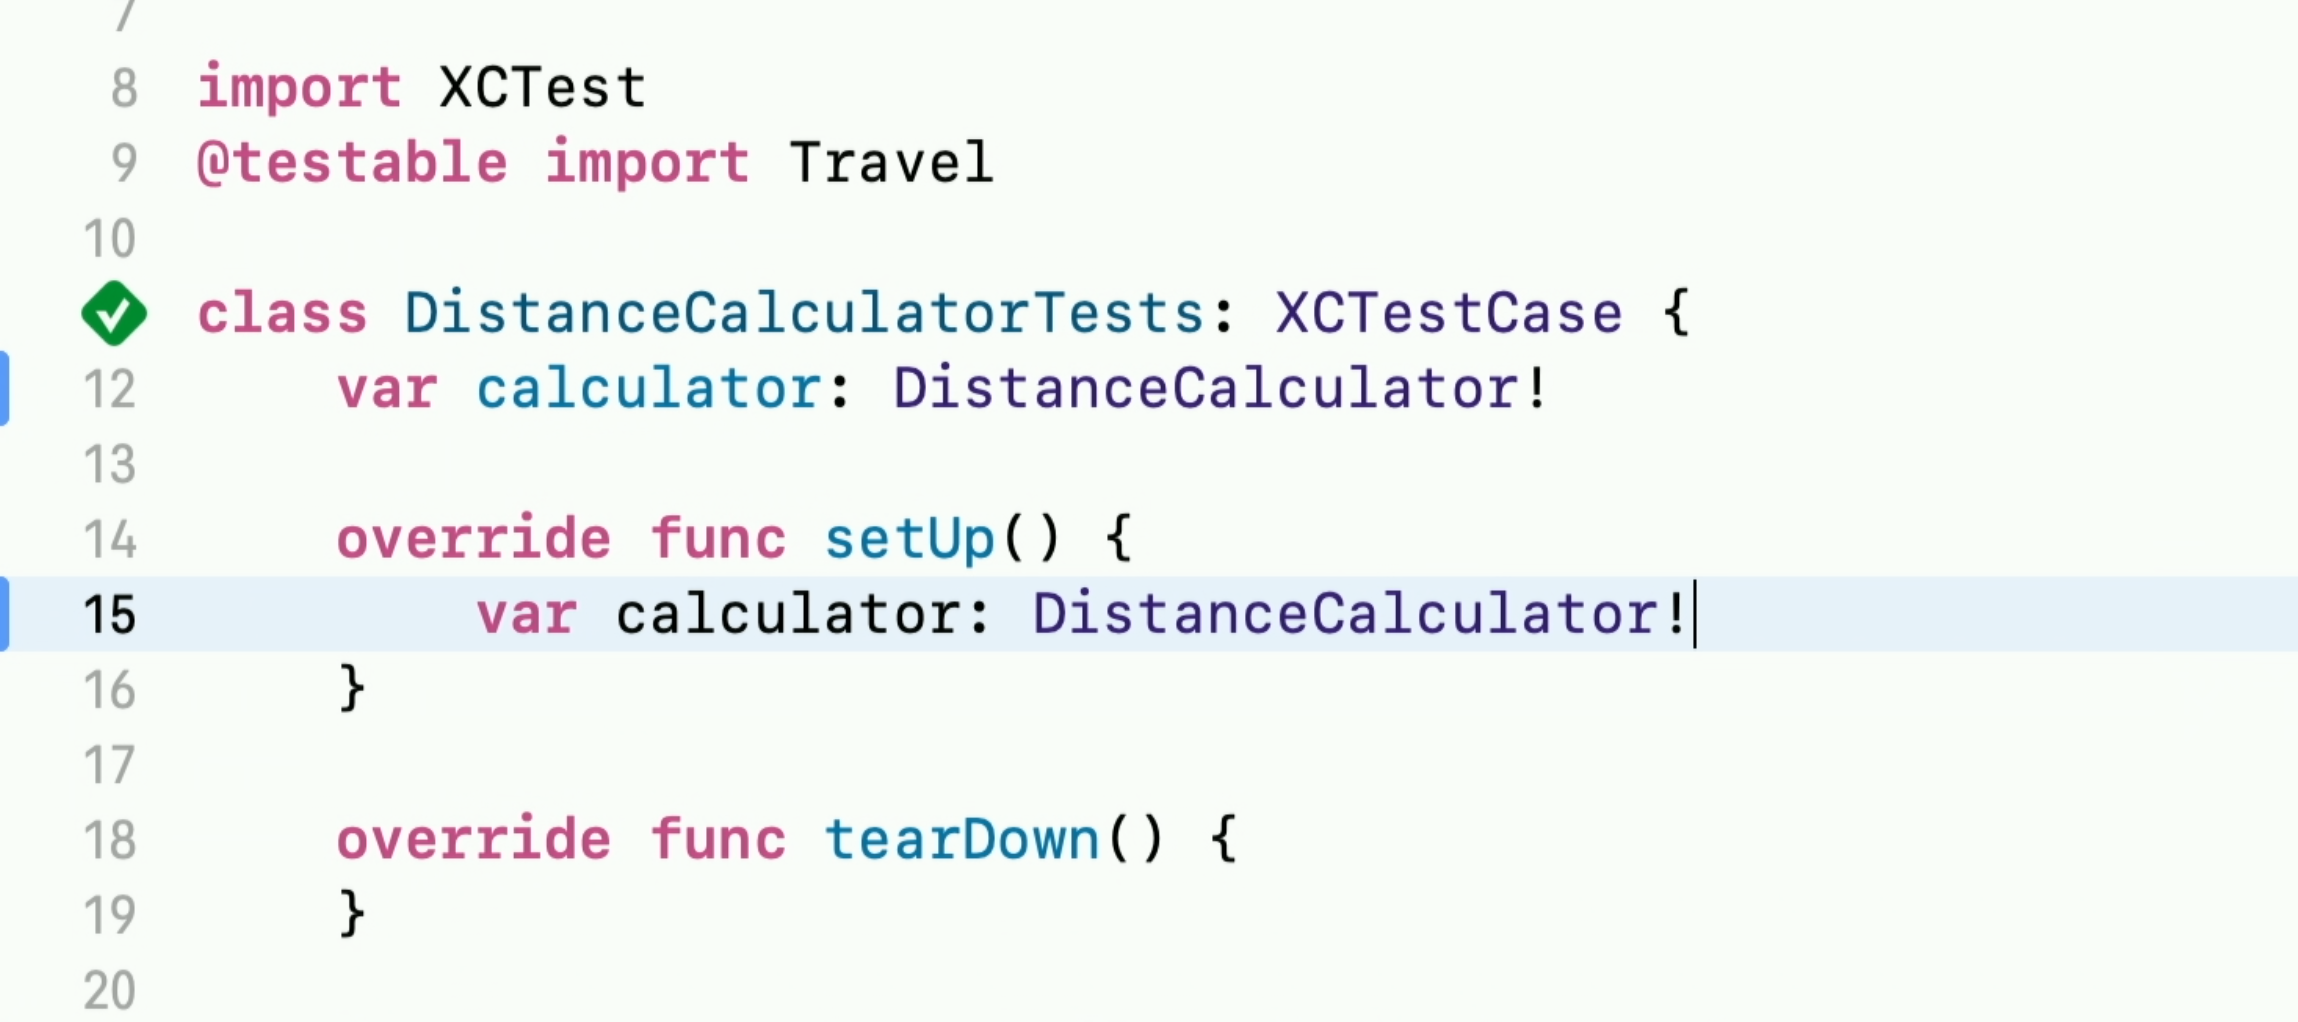 7
8 import XCTest
9 @testable import Travel
10
class DistanceCalculatorTests: XCTestCase {
12 var calculator: DistanceCalculator!
13
14 override func setUp() {
15 var calculator: DistanceCalculator!
16 }
17
18 override func tearDown() {
19 }
20